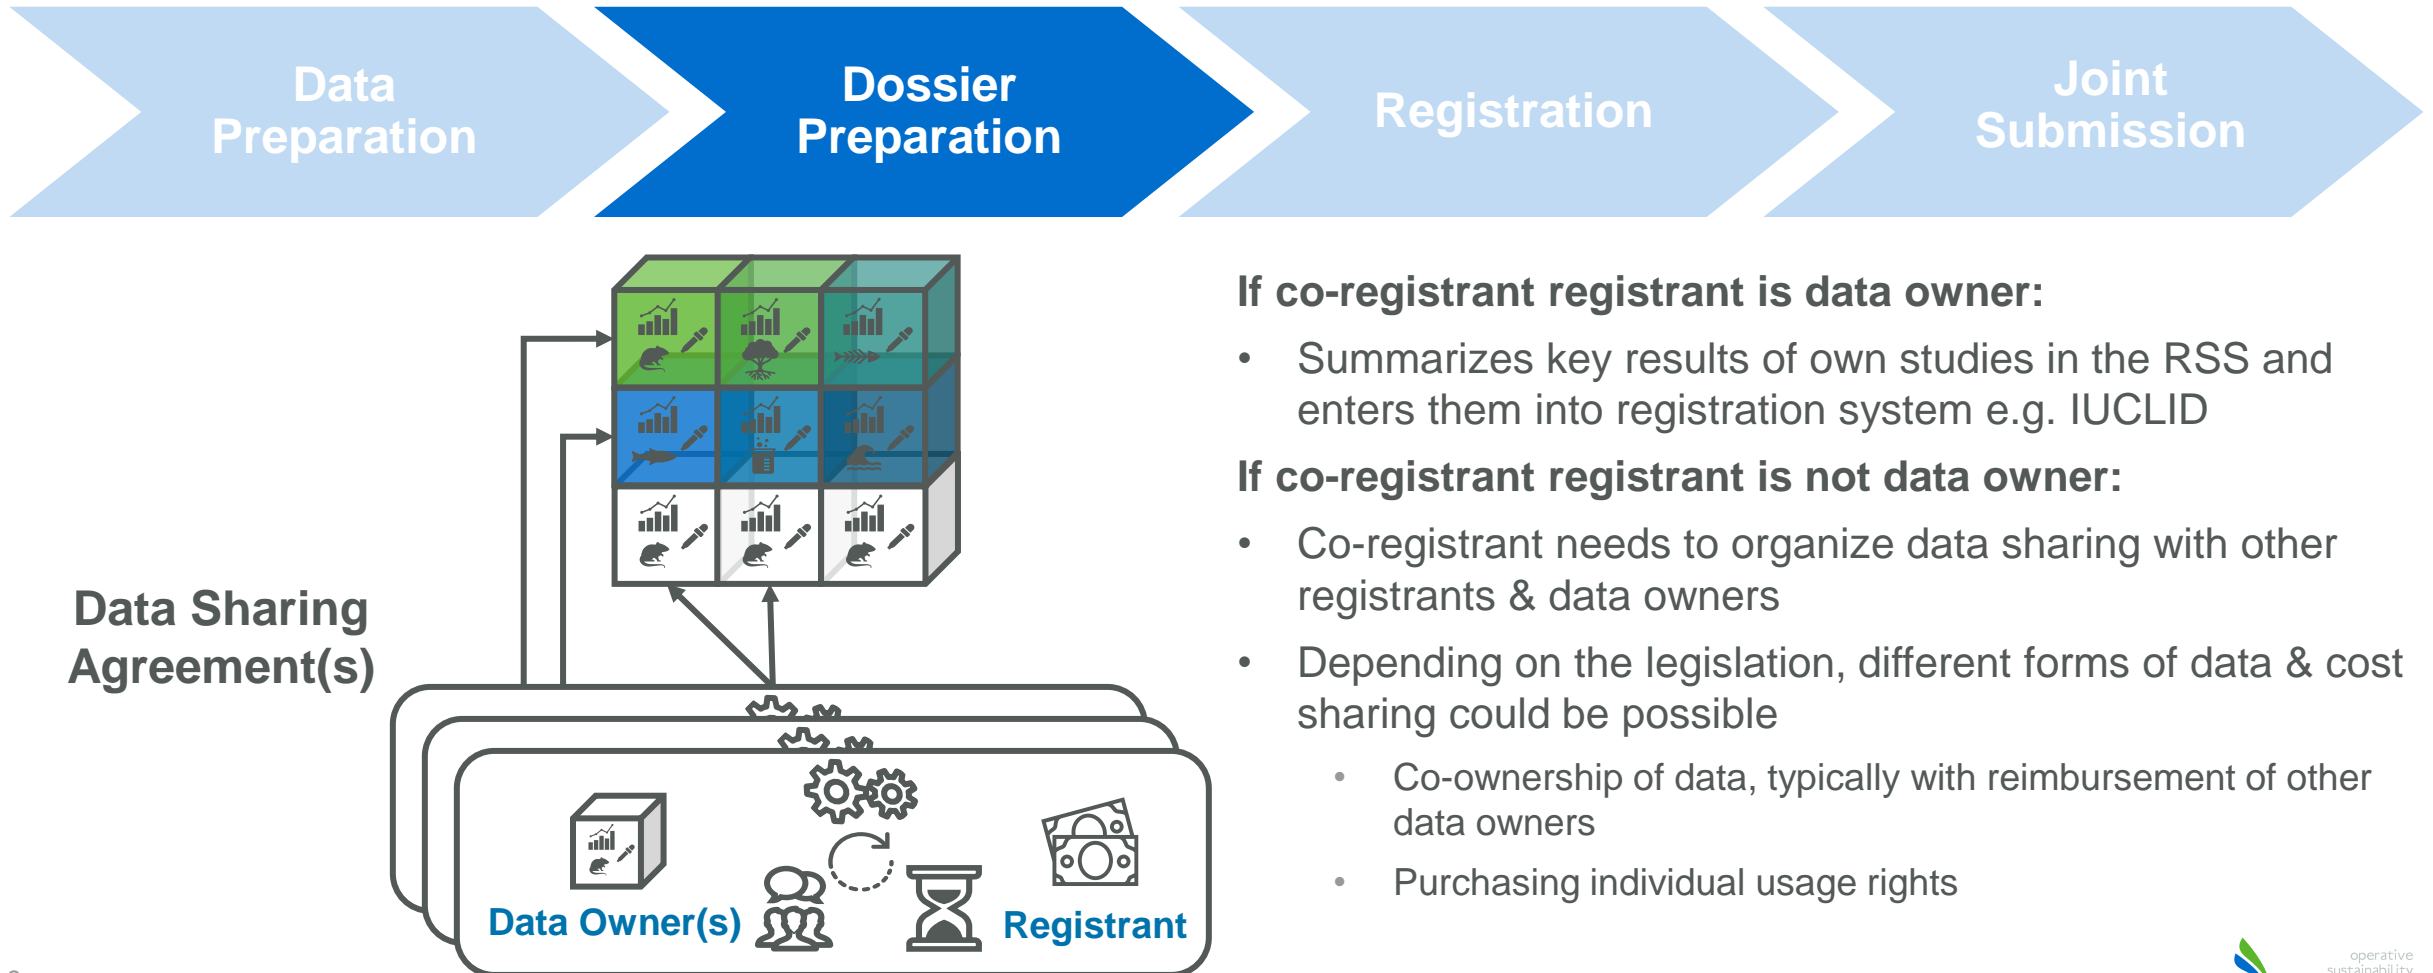 Data
Preparation
Dossier
Preparation
Registration
Joint
Submission
If co-registrant registrant is data owner:
• Summarizes key results of own studies in the RSS and
enters them into registration system e.g. IUCLID
If co-registrant registrant is not data owner:
• Co-registrant needs to organize data sharing with other
registrants & data owners
• Depending on the legislation, different forms of data & cost
sharing could be possible
• Co-ownership of data, typically with reimbursement of other
data owners
• Purchasing individual usage rights
Data Sharing
Agreement(s)
Data Owner(s)
Registrant
operative
sustainability